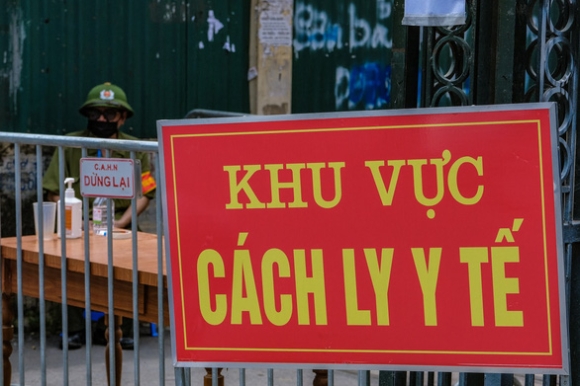 C.A.H.N
DỪNG LẠI
KHU VỰC
CÁCH LY Y TẾ